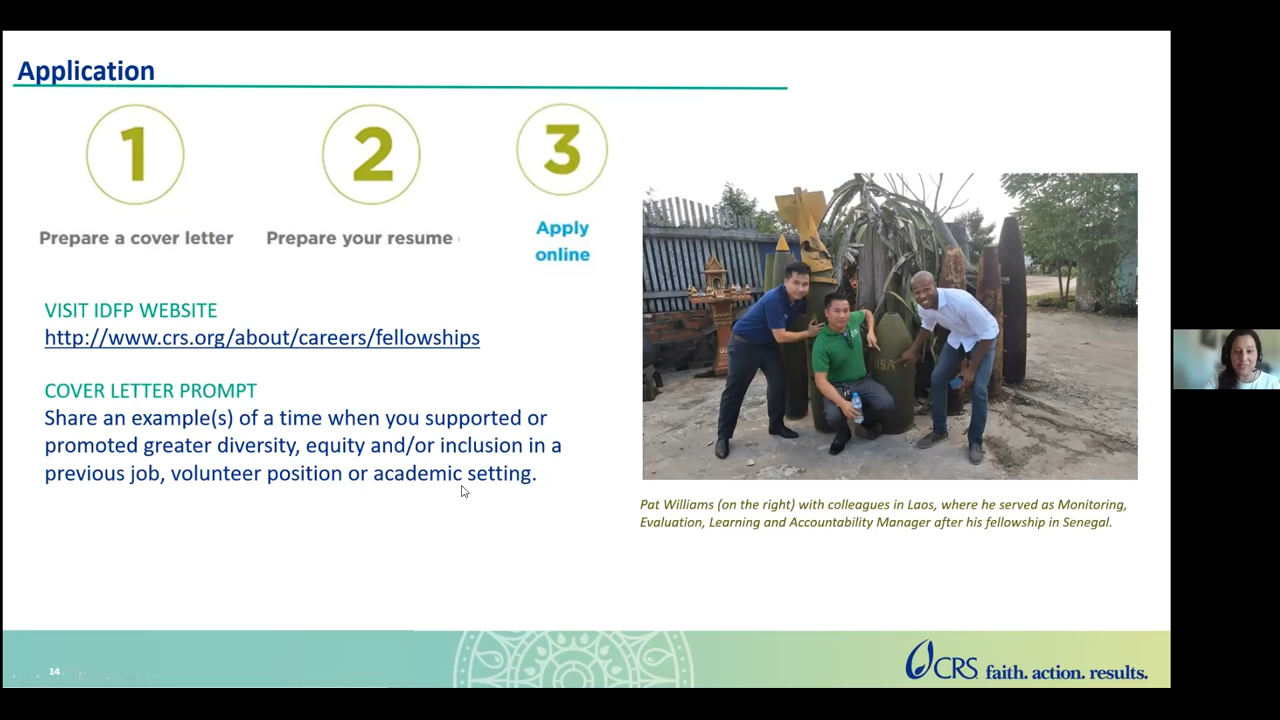 Application
1
2
3
Prepare a cover letter
Prepare your resume
Apply
online
VISIT IDFP WEBSITE
http://www.crs.org/about/careers/fellowships
COVER LETTER PROMPT
Share an example(s) of a time when you supported or
promoted greater diversity, equity and/or inclusion in a
previous job, volunteer position or academic setting.
USA
Pat Williams (on the right) with colleagues in Laos, where he served as Monitoring,
Evaluation, Learning and Accountability Manager after his fellowship in Senegal.
14
CRS faith. action. results.